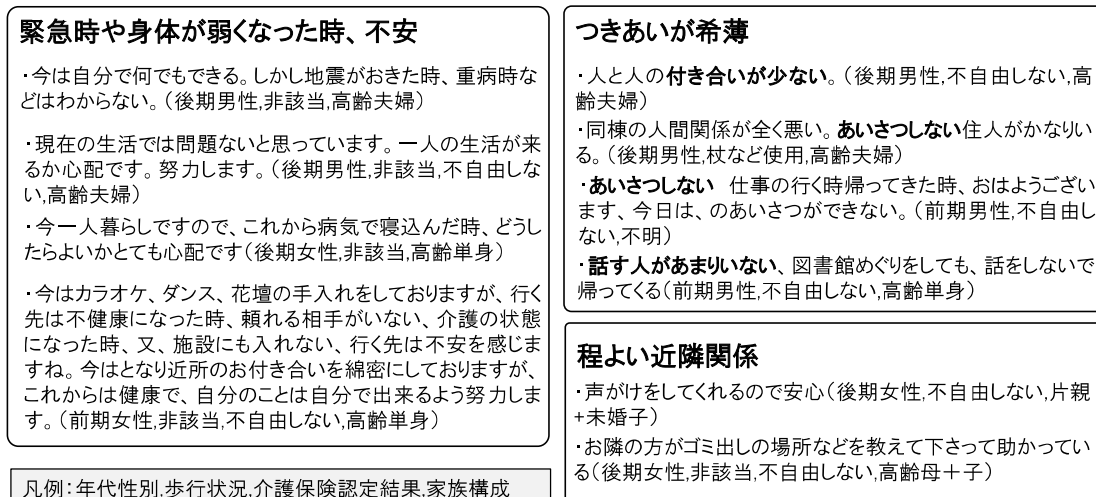 緊急時や身体が弱くなった時、不安
・今は自分で何でもできる。しかし地震がおきた時、重病時な
どはわからない。（後期男性,非該当,高齢夫婦）
・現在の生活では問題ないと思っています。一人の生活が来
るか心配です。努力します。（後期男性,非該当,不自由しな
い,高齢夫婦）
・今一人暮らしですので、これから病気で寝込んだ時、どうし
たらよいかとても心配です（後期女性,非該当,高齢単身）
・今はカラオケ、ダンス、花壇の手入れをしておりますが、行く
先は不健康になった時、頼れる相手がいない、介護の状態
になった時、又、施設にも入れない、行く先は不安を感じま
すね。今はとなり近所のお付き合いを綿密にしておりますが、
これからは健康で、自分のことは自分で出来るよう努力しま
す。（前期女性,非該当,不自由しない,高齢単身）
凡例：年代性別,歩行状況,介護保険認定結果,家族構成
つきあいが希薄
・人と人の付き合いが少ない。（後期男性,不自由しない,高
齢夫婦）
・同棟の人間関係が全く悪い。あいさつしない住人がかなりい
る。（後期男性,杖など使用,高齢夫婦）
・あいさつしない　仕事の行く時帰ってきた時、おはようござい
ます、今日は、のあいさつができない。（前期男性,不自由し
ない,不明）
・話す人があまりいない、図書館めぐりをしても、話をしないで
帰ってくる（前期男性,不自由しない,高齢単身）
程よい近隣関係
・声がけをしてくれるので安心（後期女性,不自由しない,片親
+未婚子）
・お隣の方がゴミ出しの場所などを教えて下さって助かってい
る（後期女性,非該当,不自由しない,高齢母＋子）